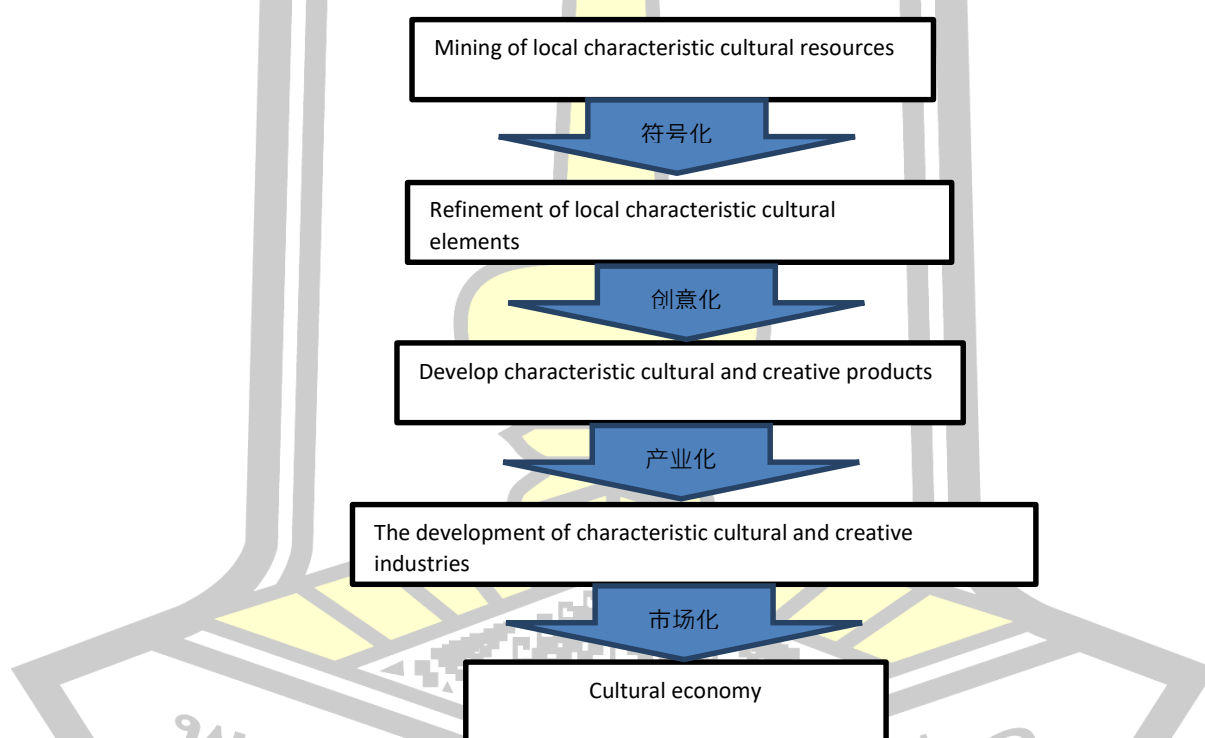 Mining of local characteristic cultural resources
符号化
Refinement of local characteristic cultural
elements
创意化
Develop characteristic cultural and creative products
产业化
The development of characteristic cultural and creative
industries
市场化
Cultural economy